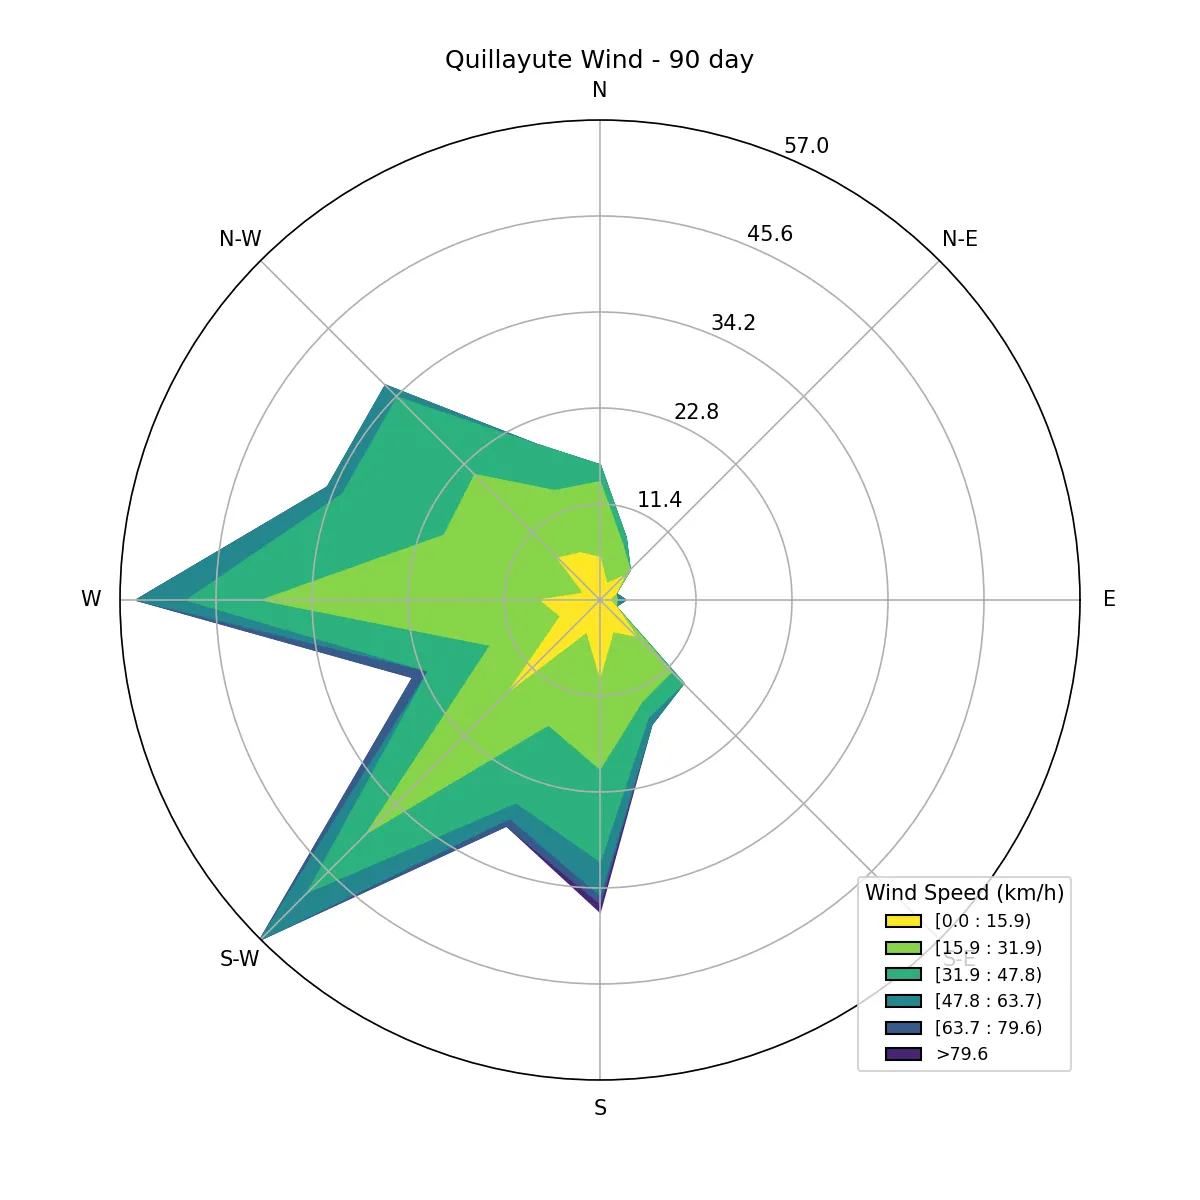 Quillayute Wind - 90 day
N
57.0
N-W
45.6
N-E
34.2
22.8
11.4
W
E
Wind Speed (km/h)
[0.0 : 15.9)
[15.9 : 31.9)
S-W
S-E
[31.9 : 47.8)
[47.8 : 63.7)
[63.7 : 79.6)
>79.6
S